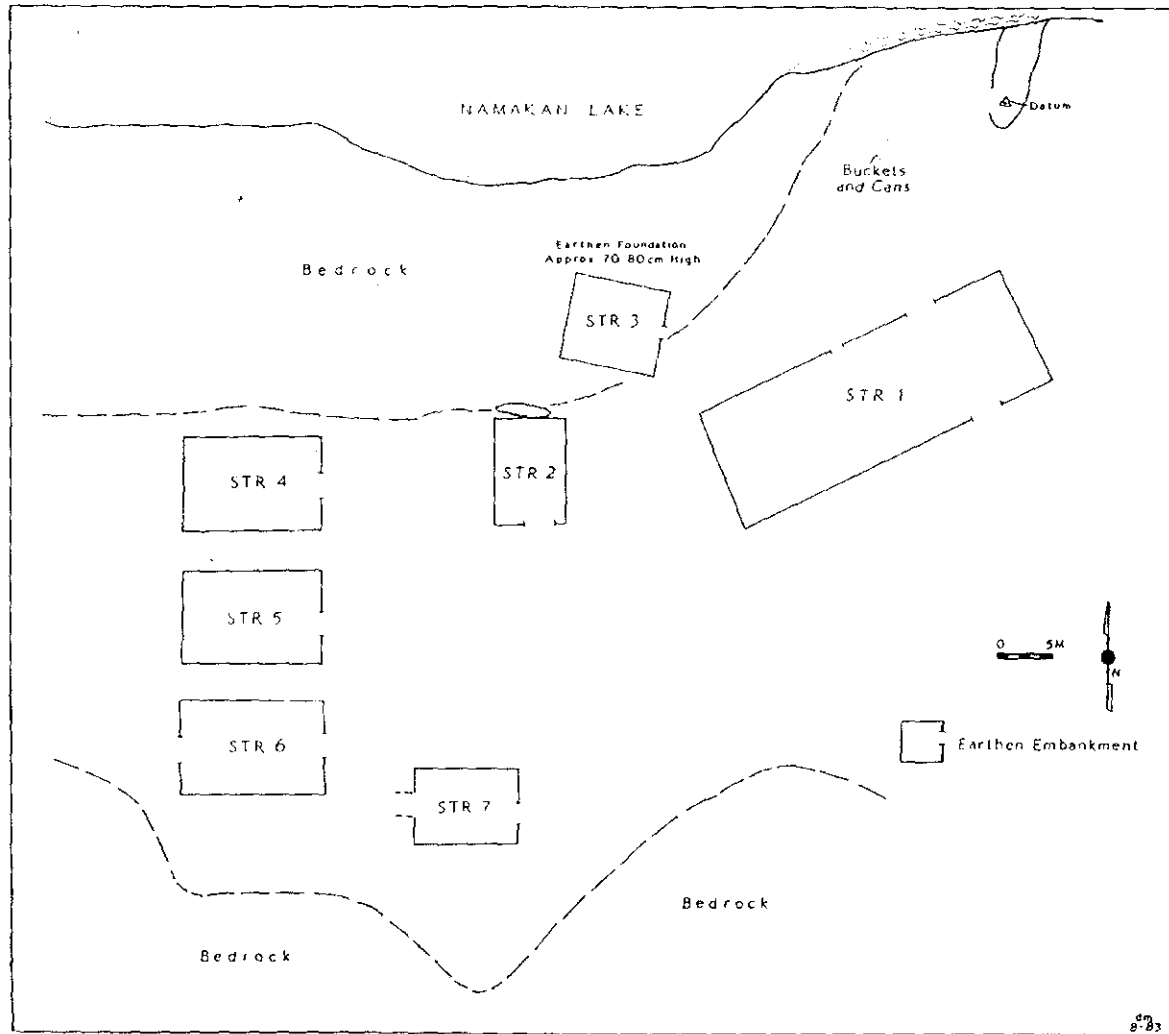 NAMAKAN LAKE
Datum
Buckets
and Cans
Earthen Foundation
Approx 70 80cm High
Bedrock
STR 3
STR 1
STR 2
STR 4
STR 5
0 5M
N
STR 6
Earthen Embankment
STR 7
Bedrock
Bedrock